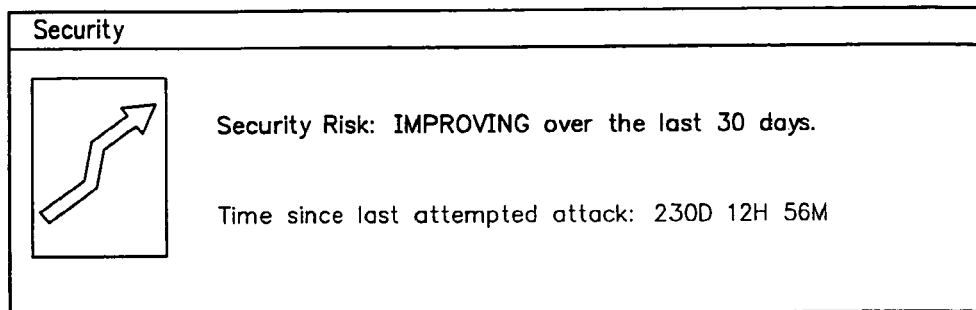 Security
Security Risk: IMPROVING over the last 30 days.
Time since last attempted attack: 230D 12H 56M